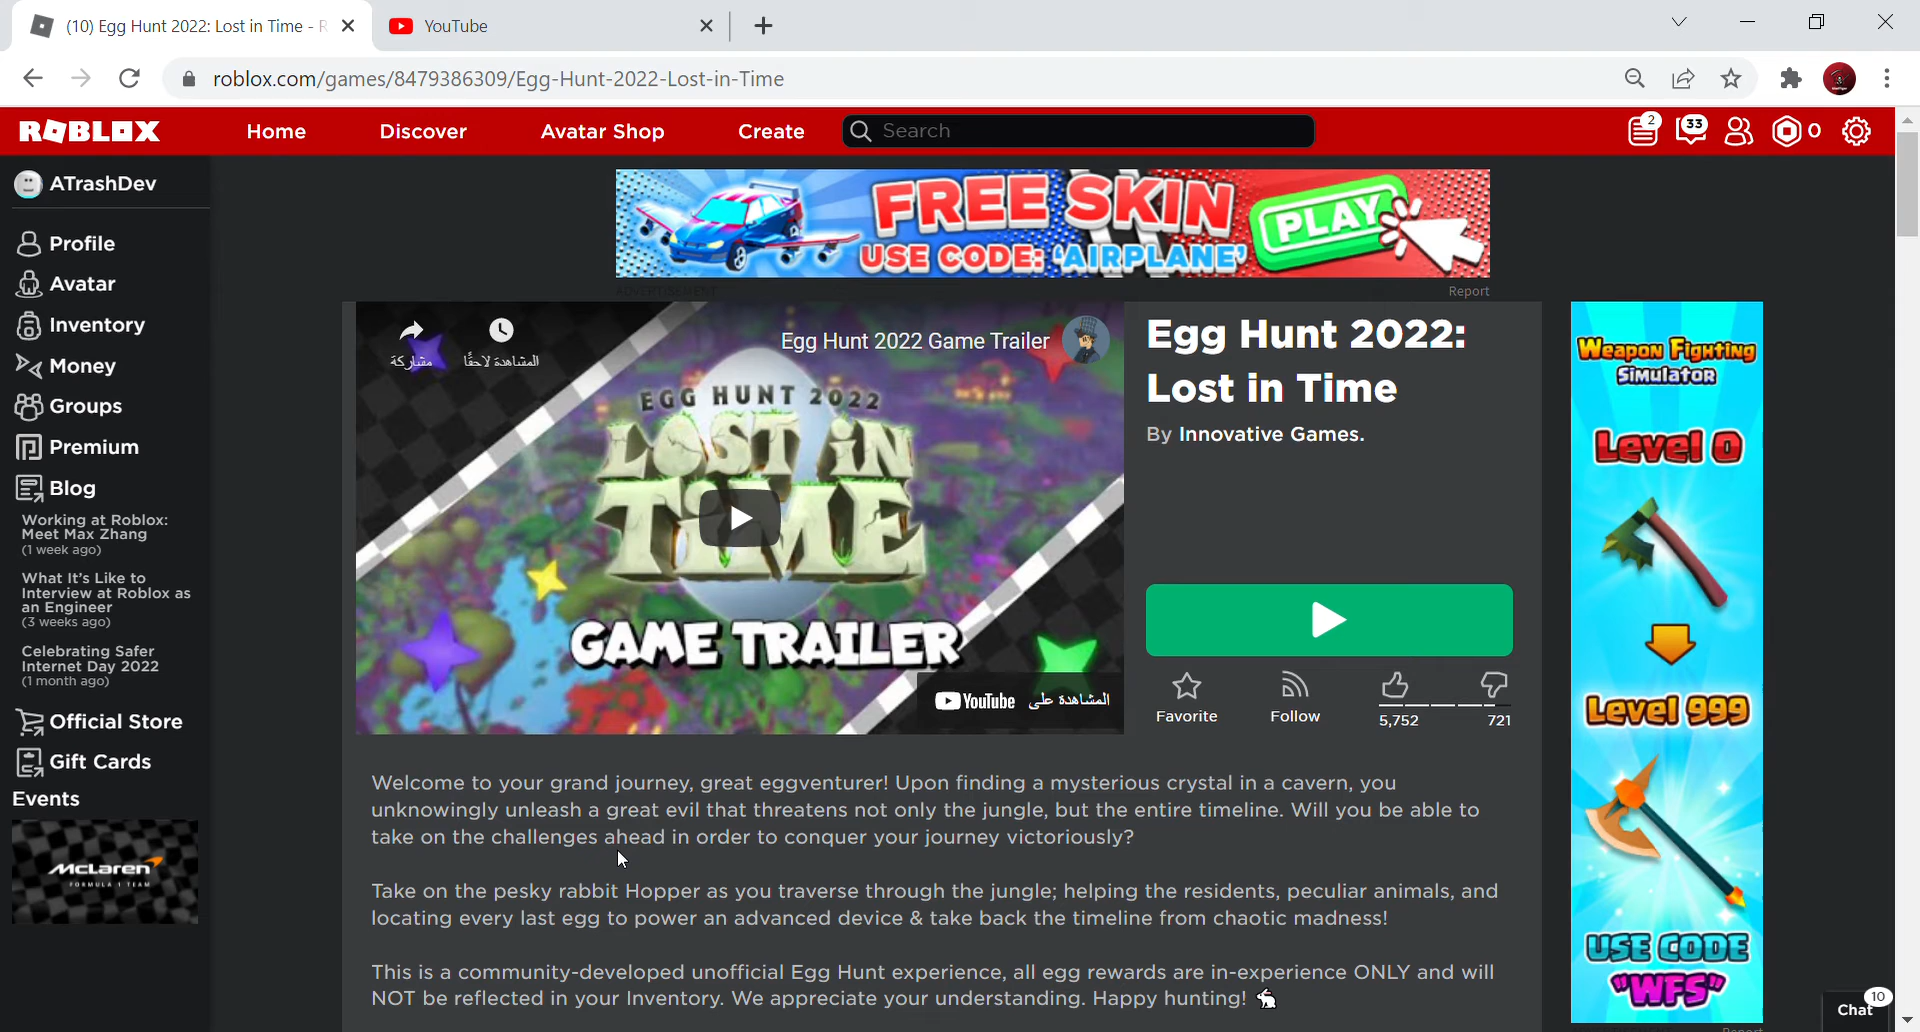 (10) Egg Hunt 2022: Lost in Time - R
YouTube
roblox.com/games/8479386309/Egg-Hunt-2022-Lost-in-Time
ROBLOX
Home
Discover
Avatar Shop
Create
Search
2
33
0
ATrashDev
Profile
Avatar
Inventory
Money
Groups
Premium
Blog
Working at Roblox:
Meet Max Zhang
(1 week ago)
What It's Like to
Interview at Roblox as
an Engineer
(3 weeks ago)
Celebrating Safer
Internet Day 2022
(1 month ago)
Official Store
Gift Cards
Events
McLaren
FORMULA 1 TEAM
FREE SKIN
USE CODE: 'AIRPLANE'
PLAY
ADVERTISEMENT
Report
مشاركة
المشاهدة لاحقًا
Egg Hunt 2022 Game Trailer
EGG HUNT 2022
LOST IN
TIME
GAME TRAILER
المشاهدة على YouTube
Egg Hunt 2022:
Lost in Time
By Innovative Games.
Favorite
Follow
5,752
721
Welcome to your grand journey, great eggventurer! Upon finding a mysterious crystal in a cavern, you
unknowingly unleash a great evil that threatens not only the jungle, but the entire timeline. Will you be able to
take on the challenges ahead in order to conquer your journey victoriously?
Take on the pesky rabbit Hopper as you traverse through the jungle; helping the residents, peculiar animals, and
locating every last egg to power an advanced device & take back the timeline from chaotic madness!
This is a community-developed unofficial Egg Hunt experience, all egg rewards are in-experience ONLY and will
NOT be reflected in your Inventory. We appreciate your understanding. Happy hunting! 🐇
Weapon Fighting
Simulator
Level 0
Level 999
USE CODE
"WFS"
Report
Chat
10